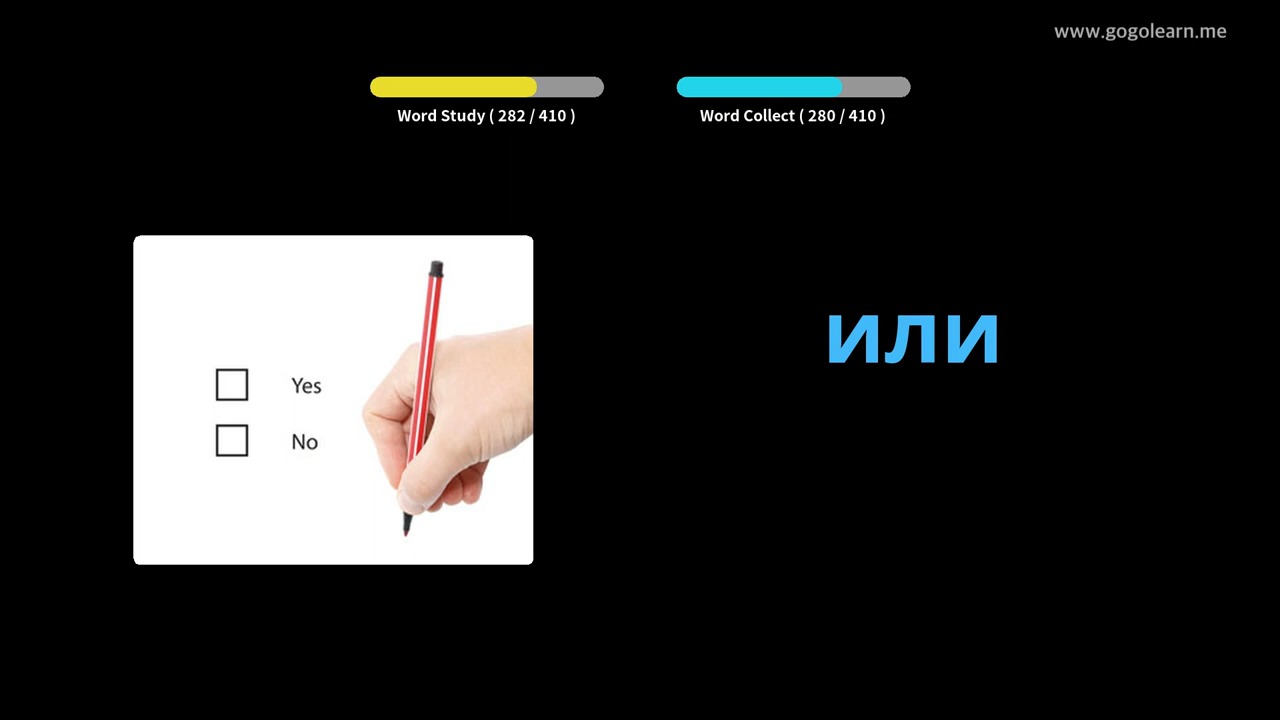 www.gogolearn.me
Word Study ( 282 / 410 )
Word Collect ( 280 / 410 )
или
Yes
No